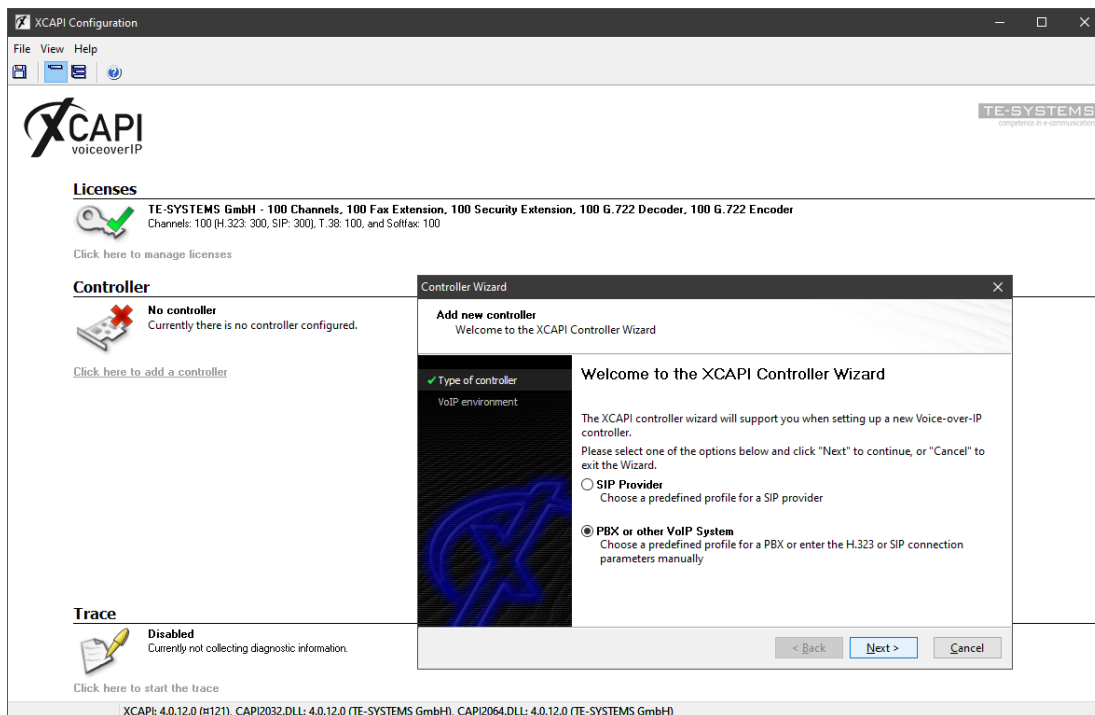 XCAPI Configuration
File View Help
XCAPI
voiceoverIP
TE-SYSTEMS
competence in e-communication
Licenses
TE-SYSTEMS GmbH - 100 Channels, 100 Fax Extension, 100 Security Extension, 100 G.722 Decoder, 100 G.722 Encoder
Channels: 100 (H.323: 300, SIP: 300), T.38: 100, and Softfax: 100
Click here to manage licenses
Controller
No controller
Currently there is no controller configured.
Click here to add a controller
Controller Wizard
Add new controller
Welcome to the XCAPI Controller Wizard
Type of controller
VoIP environment
Welcome to the XCAPI Controller Wizard
The XCAPI controller wizard will support you when setting up a new Voice-over-IP
controller.
Please select one of the options below and click "Next" to continue, or "Cancel" to
exit the Wizard.
SIP Provider
Choose a predefined profile for a SIP provider
PBX or other VoIP System
Choose a predefined profile for a PBX or enter the H.323 or SIP connection
parameters manually
< Back Next > Cancel
Trace
Disabled
Currently not collecting diagnostic information.
Click here to start the trace
XCAPI: 4.0.12.0 (¤121), CAPI2032.DLL: 4.0.12.0 (TE-SYSTEMS GmbH), CAPI2064.DLL: 4.0.12.0 (TE-SYSTEMS GmbH)